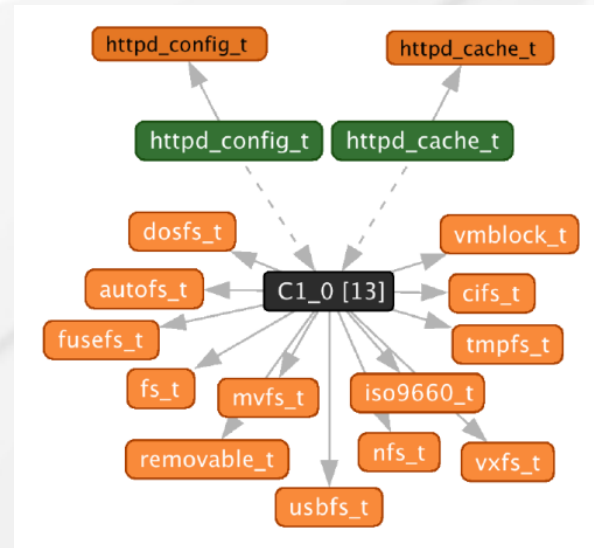 httpd_config_t
httpd_cache_t
httpd_config_t
httpd_cache_t
dosfs_t
vmblock_t
autofs_t
C1_0 [13]
cifs_t
fusefs_t
tmpfs_t
fs_t
mvfs_t
iso9660_t
removable_t
nfs_t
vxfs_t
usbfs_t